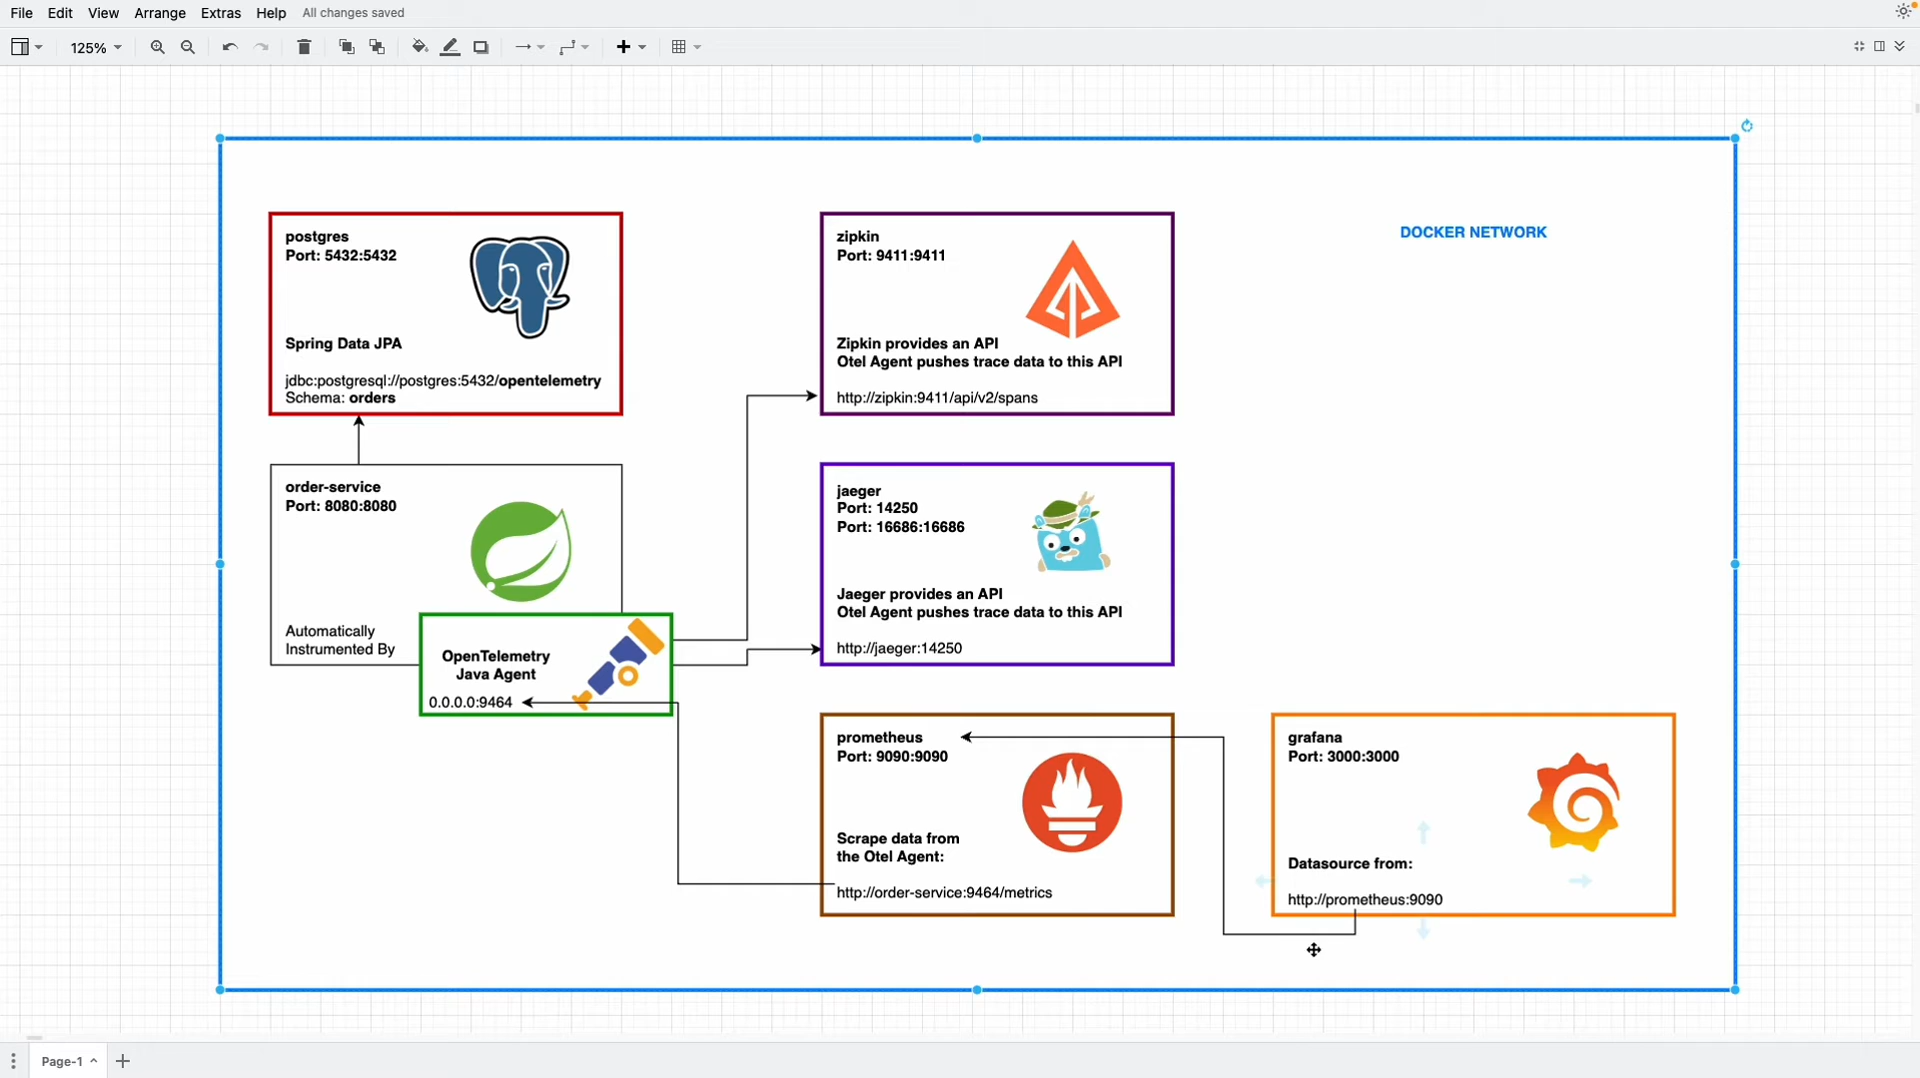 File Edit View Arrange Extras Help All changes saved
125%
DOCKER NETWORK
postgres
Port: 5432:5432
Spring Data JPA
jdbc:postgresql://postgres:5432/opentelemetry
Schema: orders
zipkin
Port: 9411:9411
Zipkin provides an API
Otel Agent pushes trace data to this API
http://zipkin:9411/api/v2/spans
order-service
Port: 8080:8080
Automatically
Instrumented By
OpenTelemetry
Java Agent
0.0.0.0:9464
jaeger
Port: 14250
Port: 16686:16686
Jaeger provides an API
Otel Agent pushes trace data to this API
http://jaeger:14250
prometheus
Port: 9090:9090
Scrape data from
the Otel Agent:
http://order-service:9464/metrics
grafana
Port: 3000:3000
Datasource from:
http://prometheus:9090
Page-1